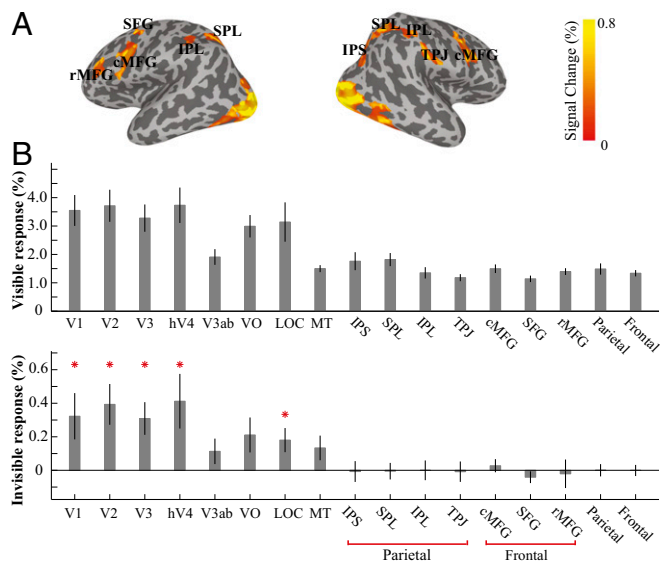 A
SFG
SPL
IPL
cMFG
rMFG
SPL
IPL
IPS
TPJ
cMFG
0.8
Signal Change (%)
0
B
Visible response (%)
4.0
3.0
2.0
1.0
0
V1 V2 V3 hV4 V3ab VO LOC MT IPS SPL IPL TPJ cMFG SFG rMFG Parietal Frontal
Invisible response (%)
0.6
0.4
0.2
0
* * * * *
V1 V2 V3 hV4 V3ab VO LOC MT IPS SPL IPL TPJ cMFG SFG rMFG Parietal Frontal
Parietal Frontal